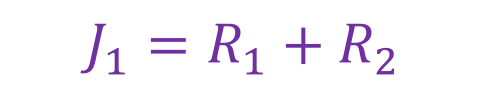 J₁ = R₁ + R₂